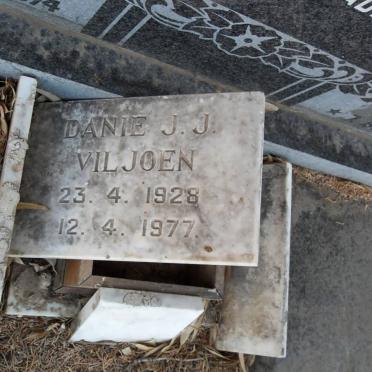 DANIE J. J.
VILJOEN
23. 4. 1928
12. 4. 1977.